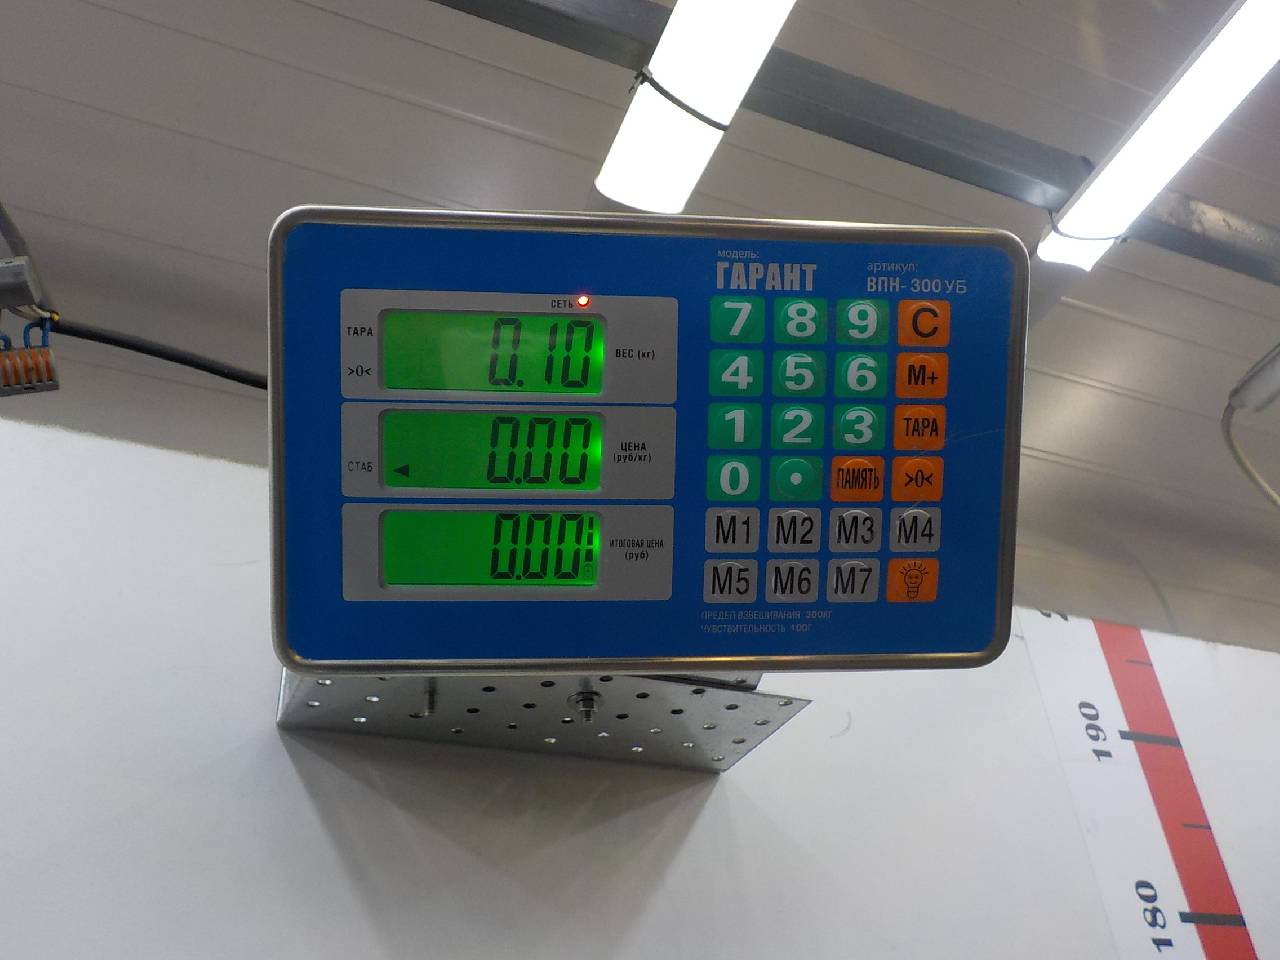 модель:
ГАРАНТ
артикул:
ВПН-300УБ
СЕТЬ
ТАРА
>0<
0.10
ВЕС (кг)
СТАБ
0.00
ЦЕНА
(руб/кг)
0.00
ИТОГОВАЯ ЦЕНА
(руб)
7 8 9 C
4 5 6 M+
1 2 3 ТАРА
0 . ПАМЯТЬ >0<
M1 M2 M3 M4
M5 M6 M7
ПРЕДЕЛ ВЗВЕШИВАНИЯ 300КГ
ЧУВСТВИТЕЛЬНОСТЬ 100Г
190
180